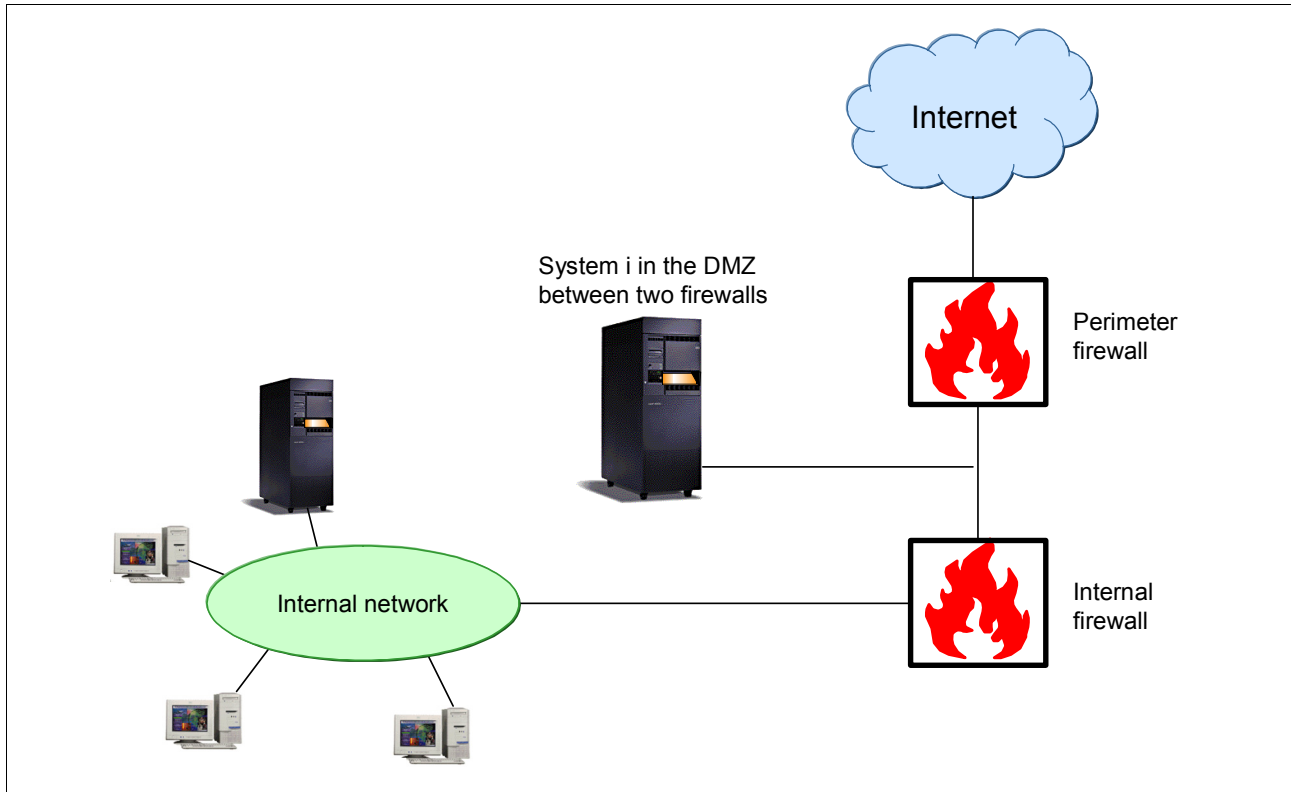 Internet
System i in the DMZ
between two firewalls
Perimeter
firewall
Internal network
Internal
firewall